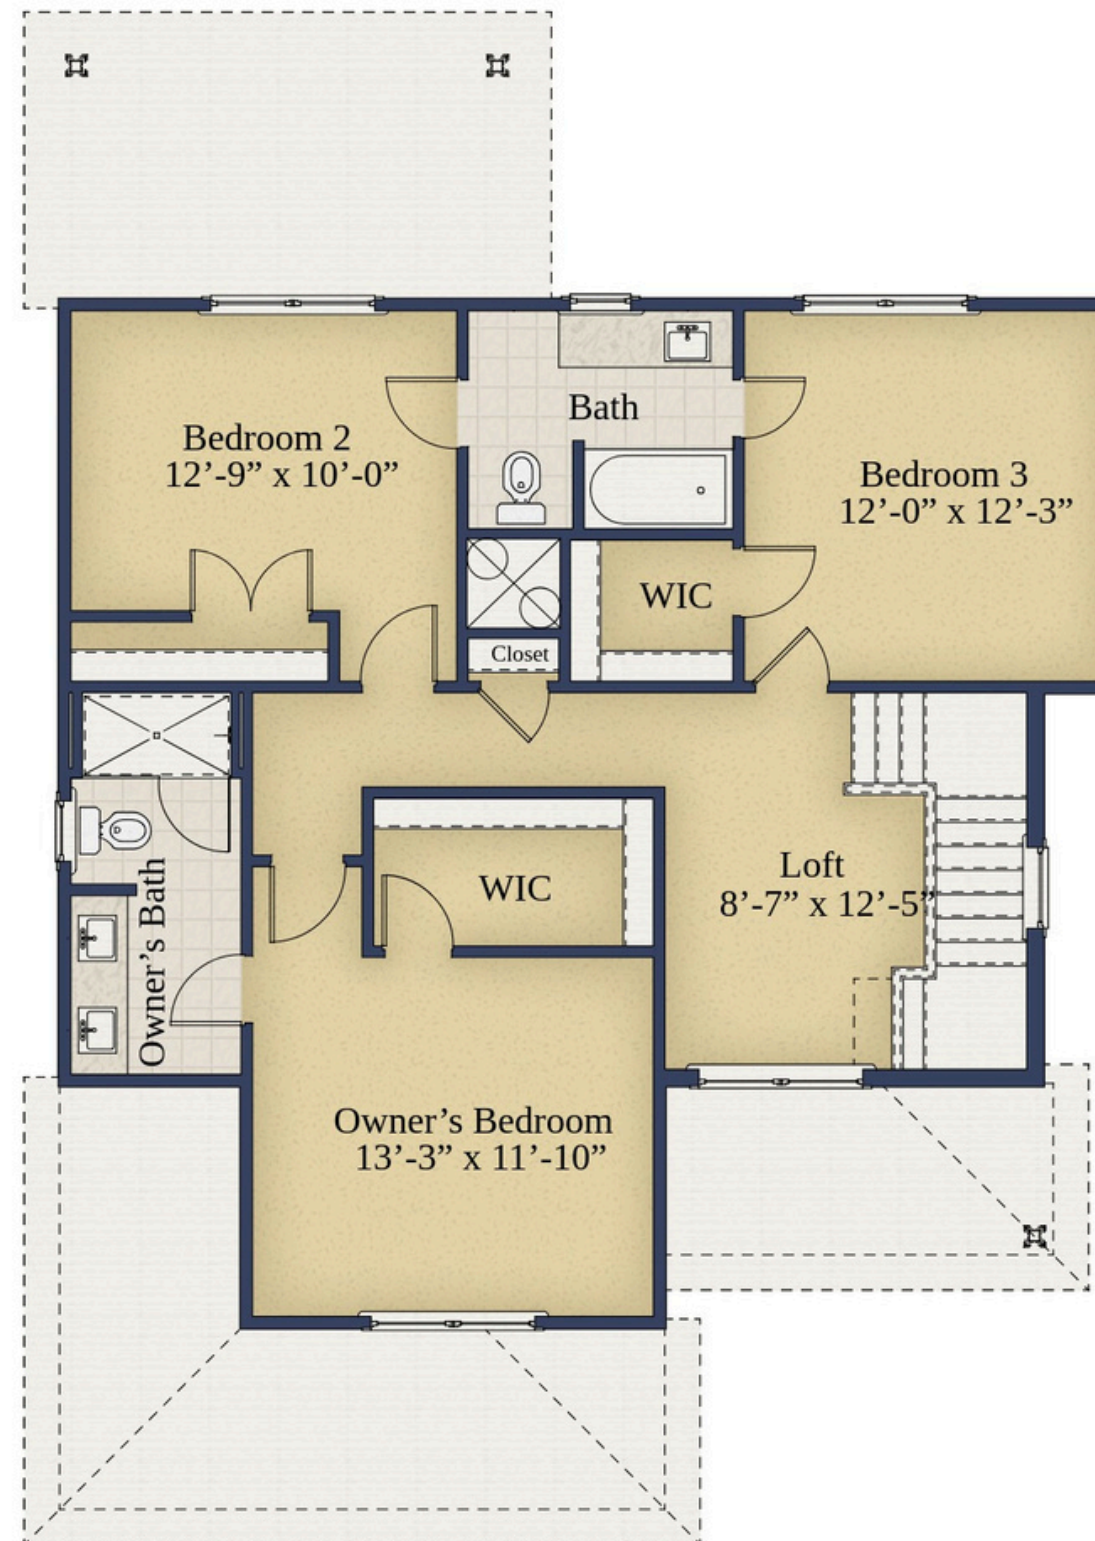 Bedroom 2
12’-9” x 10’-0”
Bath
Bedroom 3
12’-0” x 12’-3”
WIC
Closet
WIC
Loft
8’-7” x 12’-5”
Owner’s Bath
Owner’s Bedroom
13’-3” x 11’-10”